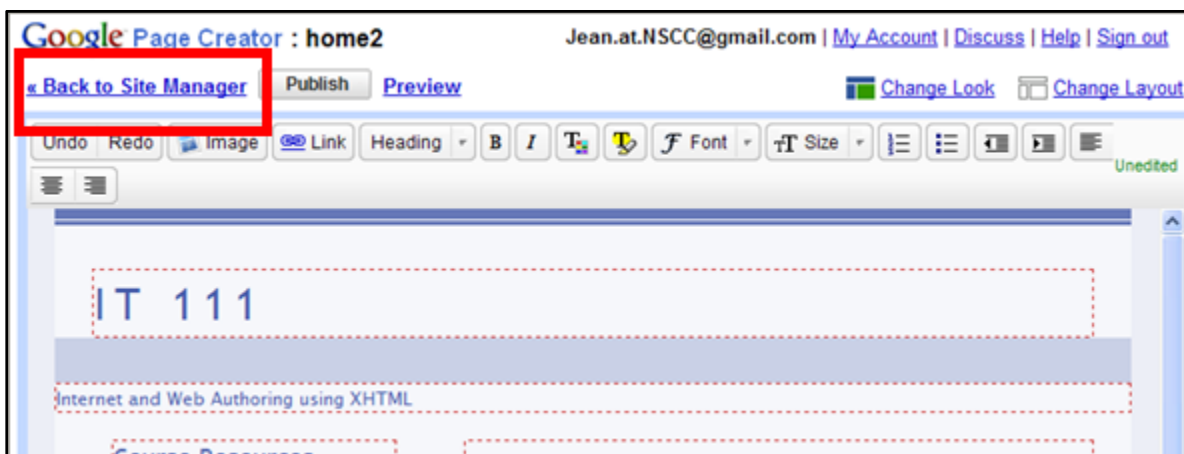 Google Page Creator : home2 Jean.at.NSCC@gmail.com | My Account | Discuss | Help | Sign out
« Back to Site Manager Publish Preview Change Look Change Layout
Undo Redo Image Link Heading B I T Font Size
Unedited
IT 111
Internet and Web Authoring using XHTML
Course Resources